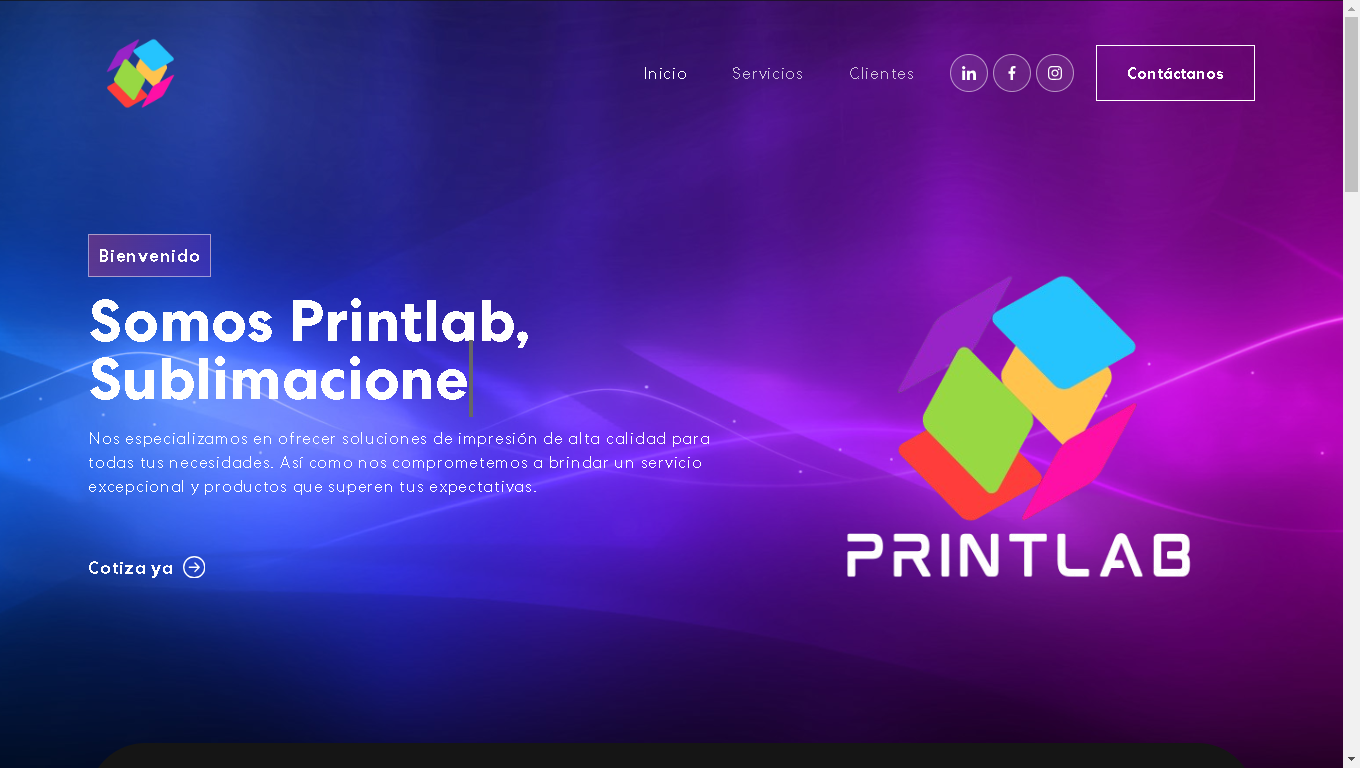 Inicio
Servicios
Clientes
Contáctanos
Bienvenido
Somos Printlab,
Sublimacione
Nos especializamos en ofrecer soluciones de impresión de alta calidad para
todas tus necesidades. Así como nos comprometemos a brindar un servicio
excepcional y productos que superen tus expectativas.
Cotiza ya
PRINTLAB